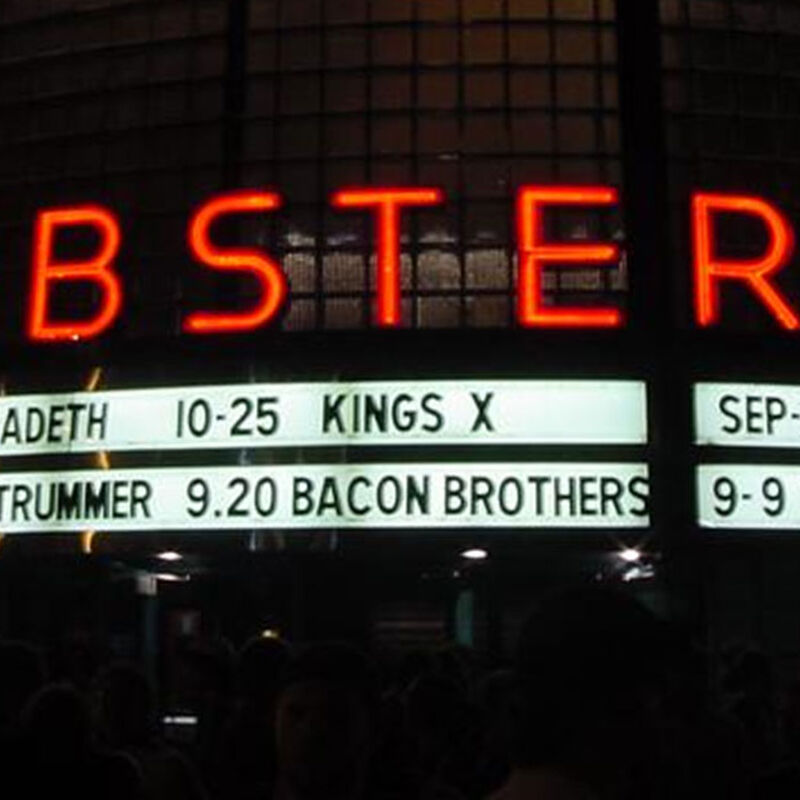 BSTER
ADETH 10-25 KINGS X SEP-
TRUMMER 9.20 BACON BROTHERS 9-9